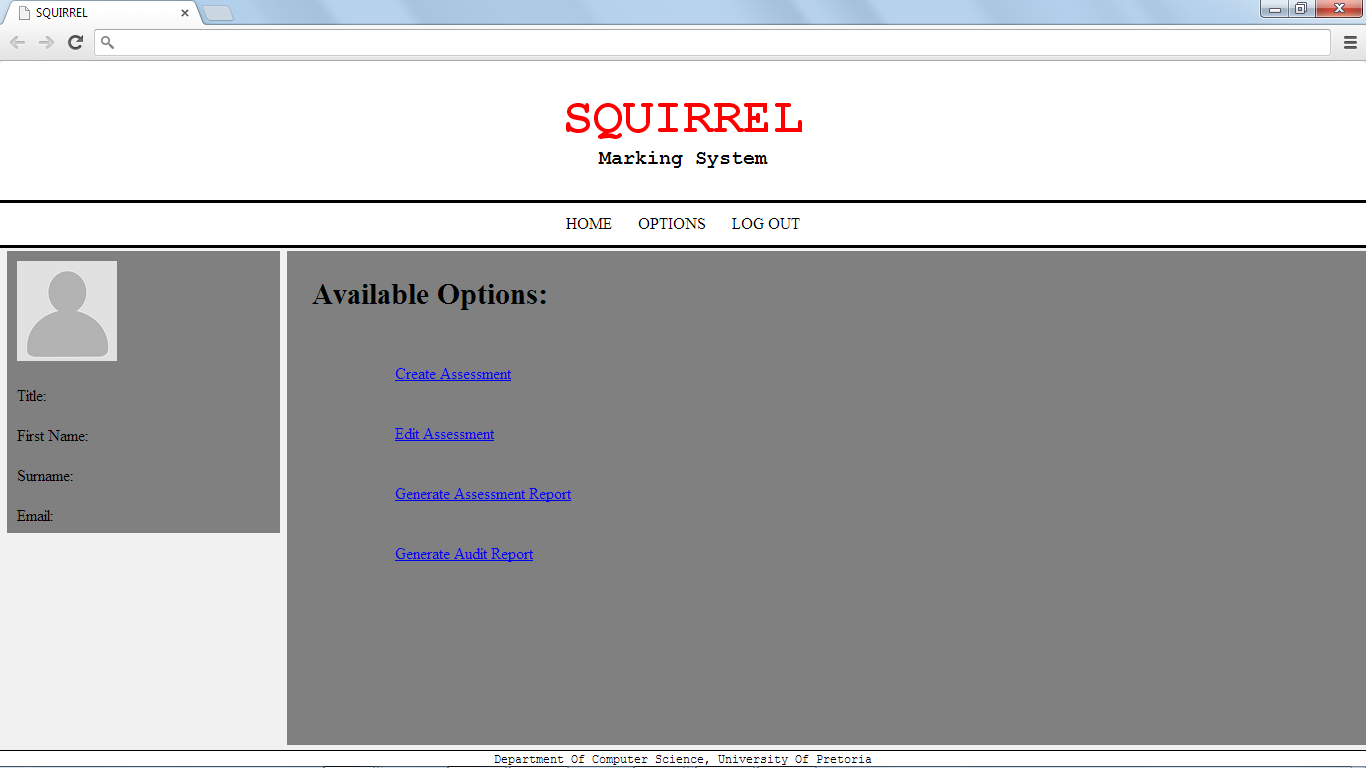 SQUIRREL
SQUIRREL
Marking System
HOME OPTIONS LOG OUT
Title:
First Name:
Surname:
Email:
Available Options:
Create Assessment
Edit Assessment
Generate Assessment Report
Generate Audit Report
Department Of Computer Science, University Of Pretoria